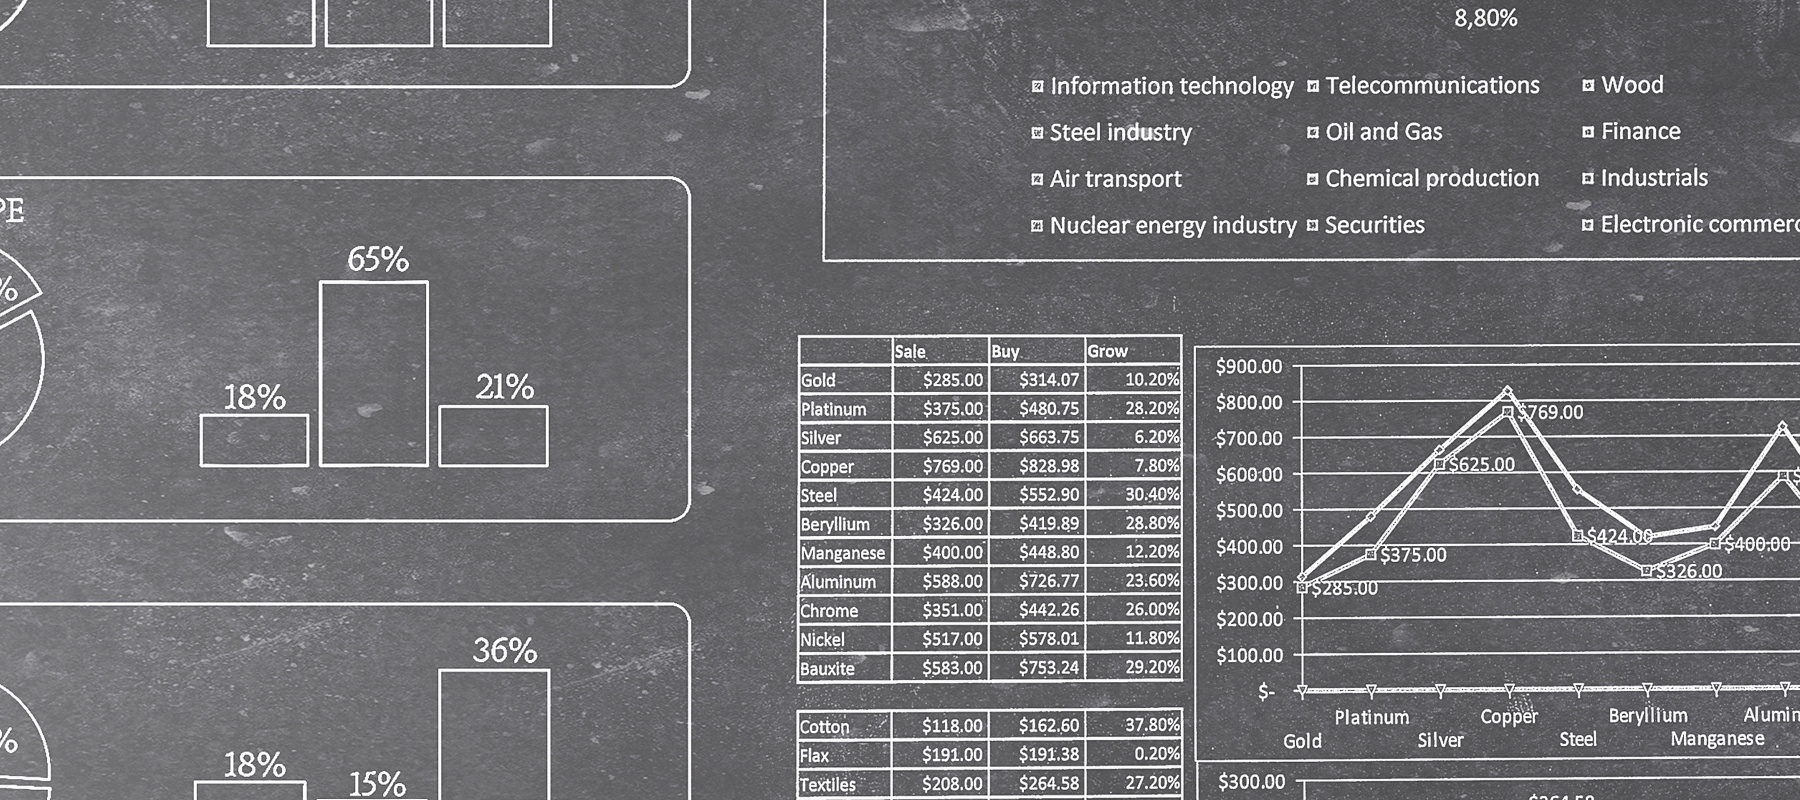 8,80%
Information technology Telecommunications Wood
Steel industry Oil and Gas Finance
Air transport Chemical production Industrials
Nuclear energy industry Securities Electronic commerc
PE
%
65%
18%
21%
36%
%
18%
15%
Sale Buy Grow
Gold $285.00 $314.07 10.20%
Platinum $375.00 $480.75 28.20%
Silver $625.00 $663.75 6.20%
Copper $769.00 $828.98 7.80%
Steel $424.00 $552.90 30.40%
Beryllium $326.00 $419.89 28.80%
Manganese $400.00 $448.80 12.20%
Aluminum $588.00 $726.77 23.60%
Chrome $351.00 $442.26 26.00%
Nickel $517.00 $578.01 11.80%
Bauxite $583.00 $753.24 29.20%
Cotton $118.00 $162.60 37.80%
Flax $191.00 $191.38 0.20%
Textiles $208.00 $264.58 27.20%
$900.00
$800.00
$769.00
$700.00
$625.00
$600.00
$
$500.00
$424.00
$400.00
$400.00
$375.00
$326.00
$300.00
$285.00
$200.00
$100.00
$-
Platinum Copper Beryllium Alumin
Gold Silver Steel Manganese
$300.00
$264.58